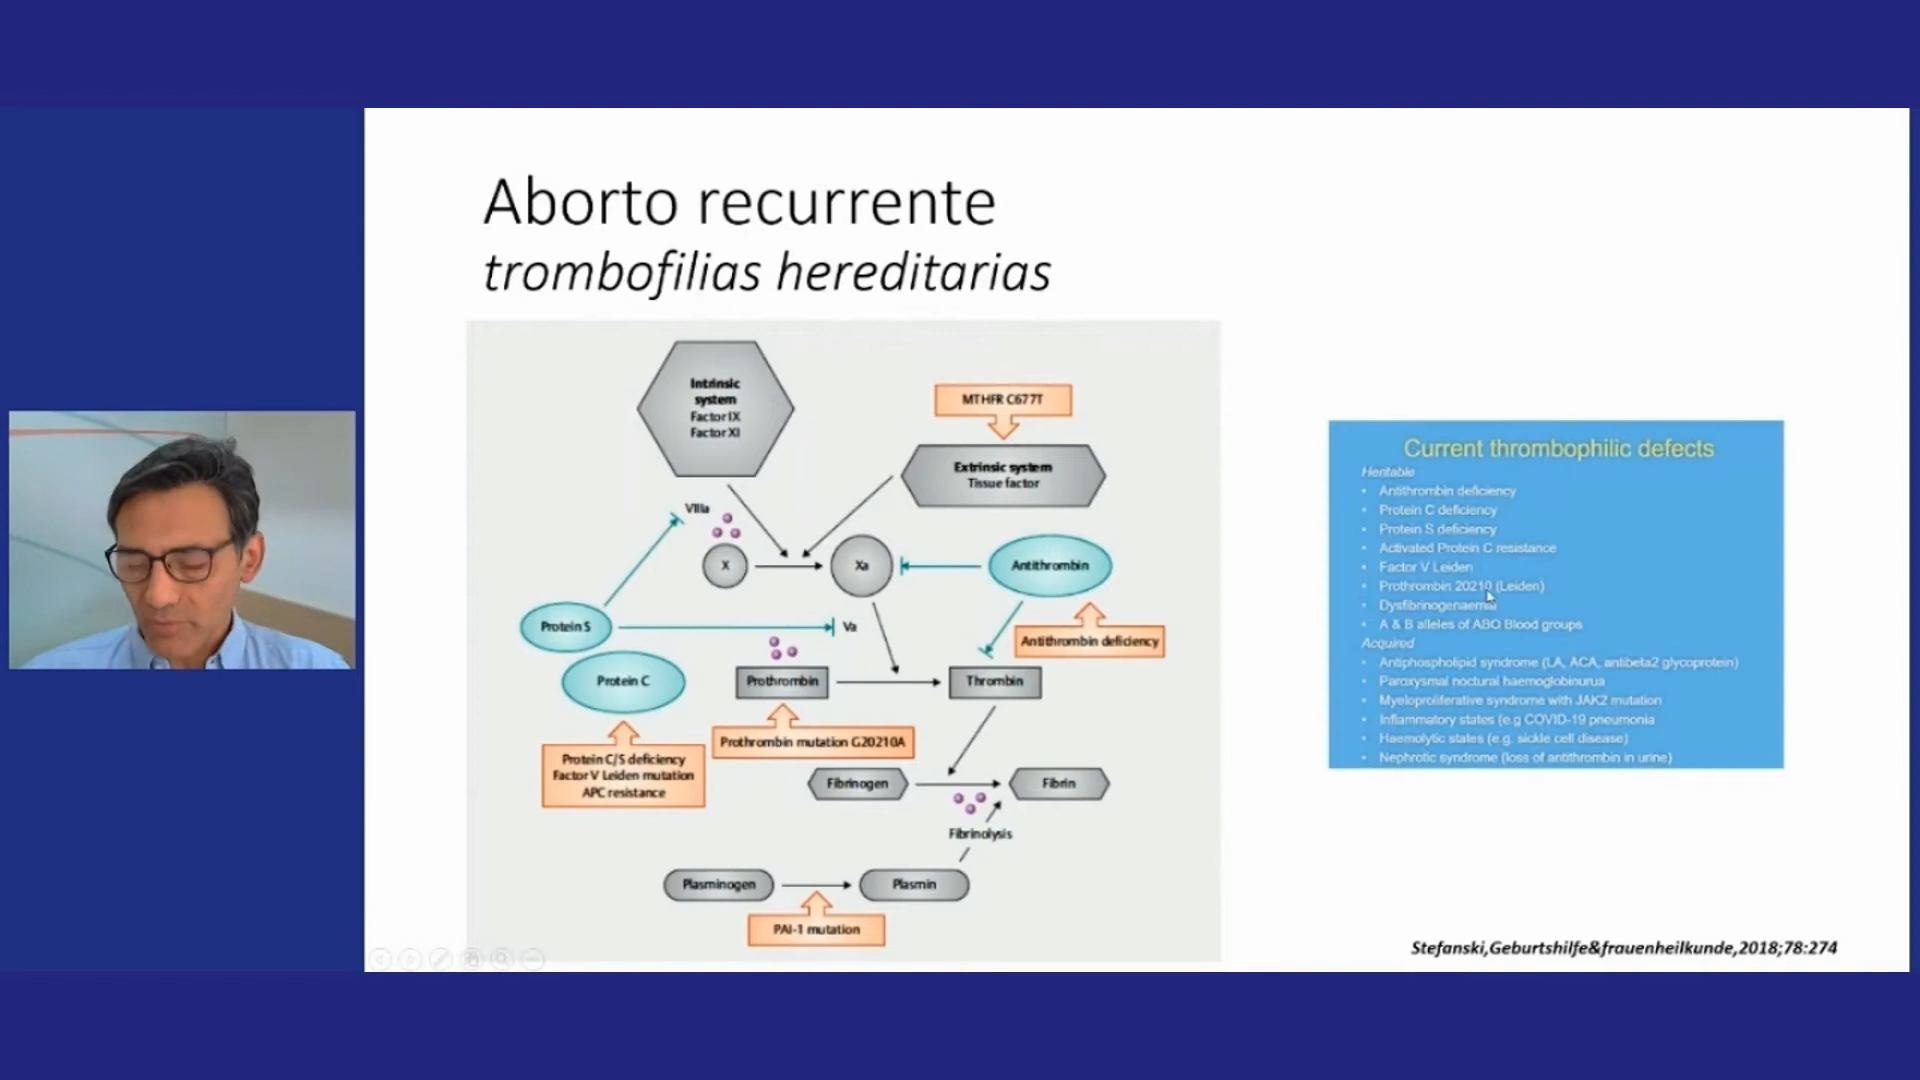 Aborto recurrente
trombofilias hereditarias
Intrinsic
system
Factor IX
Factor XI
MTHFR C677T
Extrinsic system
Tissue factor
VIIIa
X
Xa
Antithrombin
Protein S
Va
Antithrombin deficiency
Protein C
Prothrombin
Thrombin
Prothrombin mutation G20210A
Protein C/S deficiency
Factor V Leiden mutation
APC resistance
Fibrinogen
Fibrin
Fibrinolysis
Plasminogen
Plasmin
PAI-1 mutation
Current thrombophilic defects
Heritable
• Antithrombin deficiency
• Protein C deficiency
• Protein S deficiency
• Activated Protein C resistance
• Factor V Leiden
• Prothrombin 20210 (Leiden)
• Dysfibrinogenaemia
• A & B alleles of ABO Blood groups
Acquired
• Antiphospholipid syndrome (LA, ACA, antibeta2 glycoprotein)
• Paroxysmal noctural haemoglobinurua
• Myeloproliferative syndrome with JAK2 mutation
• Inflammatory states (e.g COVID-19 pneumonia
• Haemolytic states (e.g. sickle cell disease)
• Nephrotic syndrome (loss of antithrombin in urine)
Stefanski,Geburtshilfe&frauenheilkunde,2018;78:274